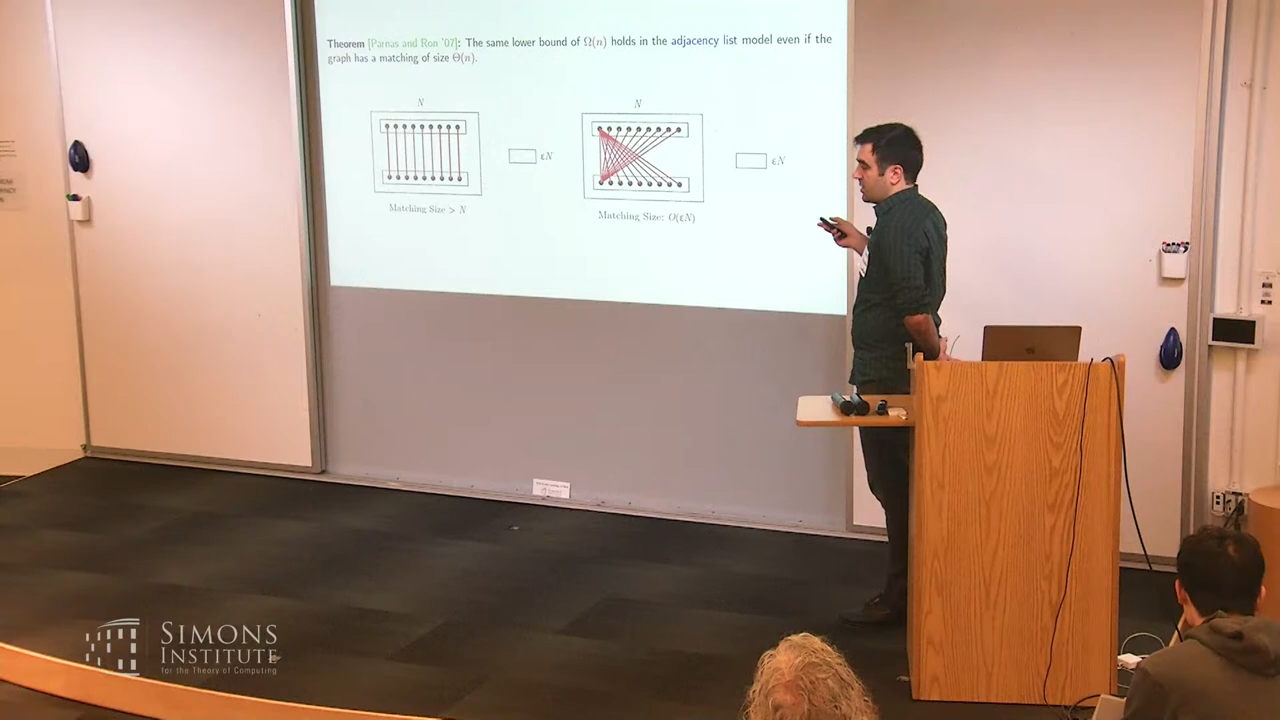 Theorem [Parnas and Ron '07]: The same lower bound of Ω(n) holds in the adjacency list model even if the
graph has a matching of size Θ(n).
N
N
εN
εN
Matching Size > N
Matching Size: O(εN)
SIMONS
INSTITUTE
for the Theory of Computing